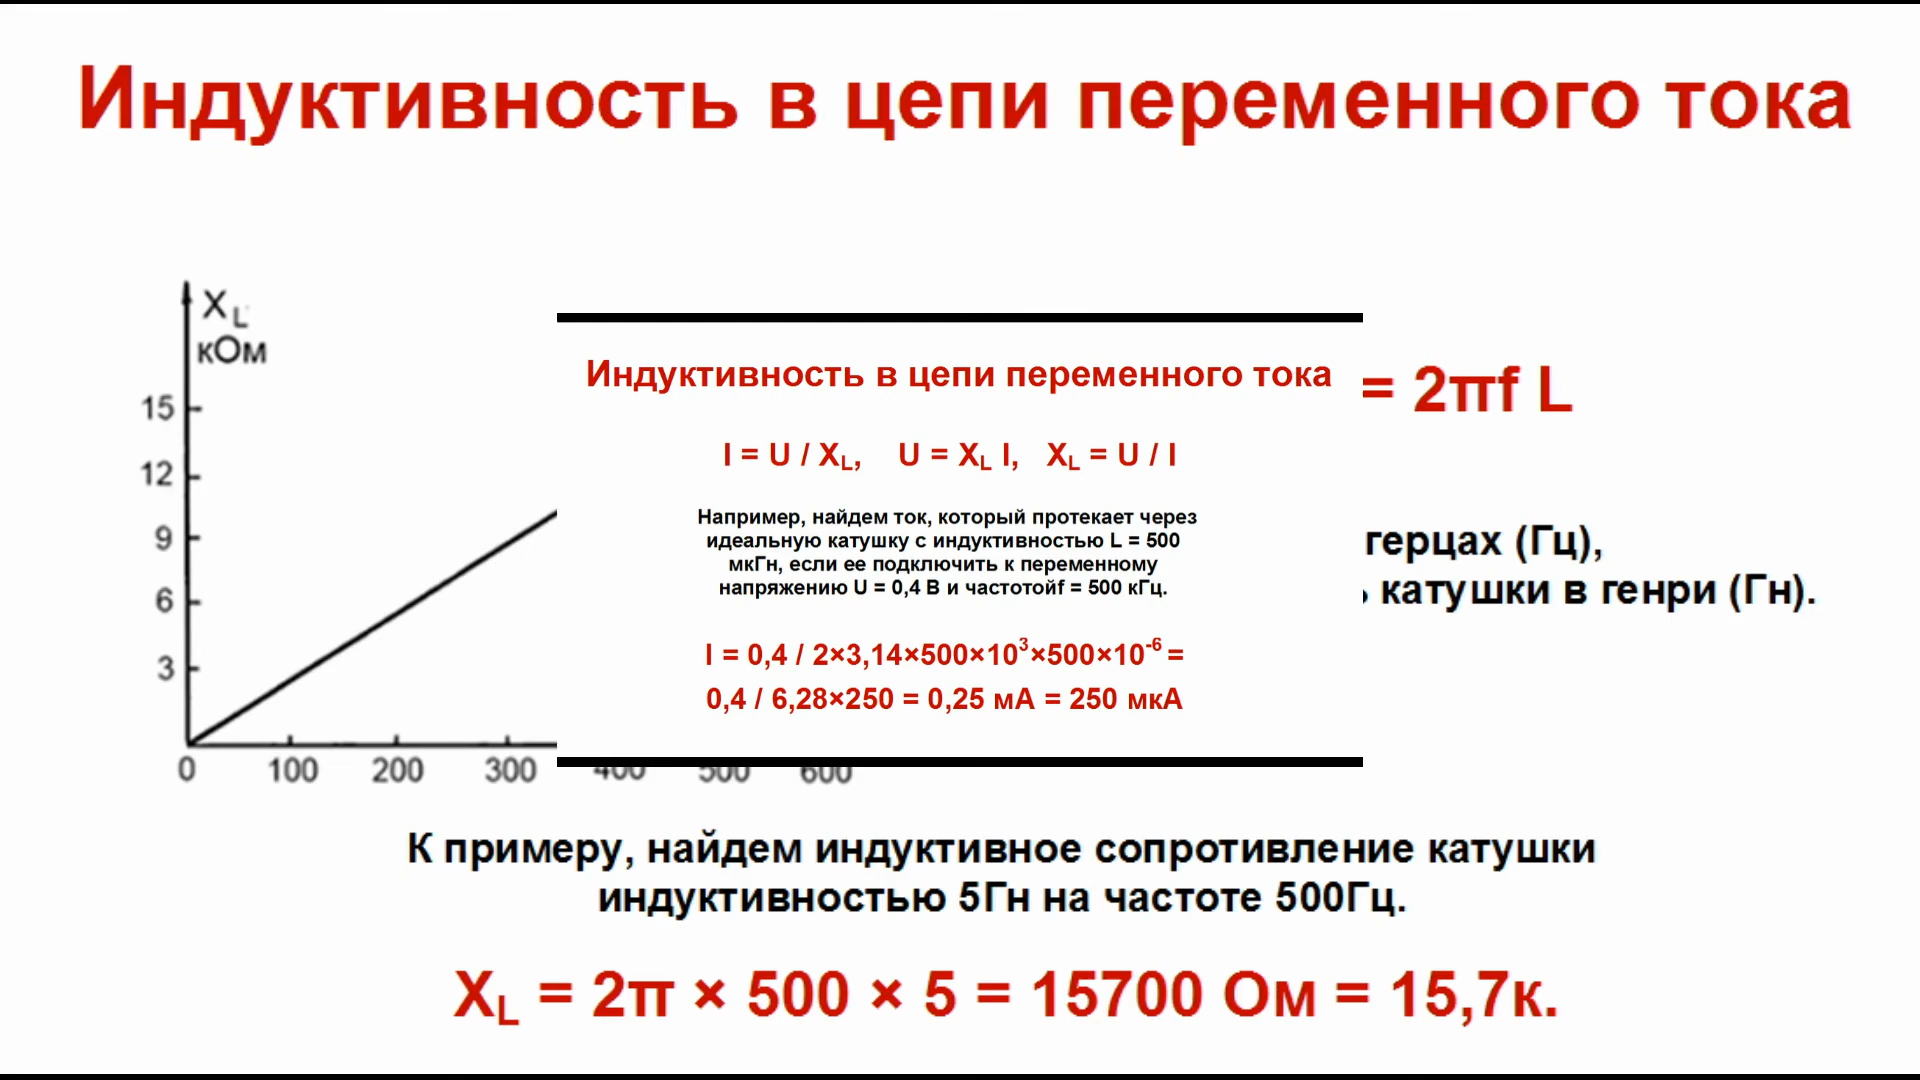 Индуктивность в цепи переменного тока
X L
кОм
15
12
9
6
3
0 100 200 300 400 500 600
Индуктивность в цепи переменного тока
I = U / XL, U = XL I, XL = U / I
Например, найдем ток, который протекает через
идеальную катушку с индуктивностью L = 500
мкГн, если ее подключить к переменному
напряжению U = 0,4 В и частотойf = 500 кГц.
I = 0,4 / 2×3,14×500×10³×500×10⁻⁶ =
0,4 / 6,28×250 = 0,25 мА = 250 мкА
= 2πf L
герцах (Гц),
катушки в генри (Гн).
К примеру, найдем индуктивное сопротивление катушки
индуктивностью 5Гн на частоте 500Гц.
XL = 2π × 500 × 5 = 15700 Ом = 15,7к.